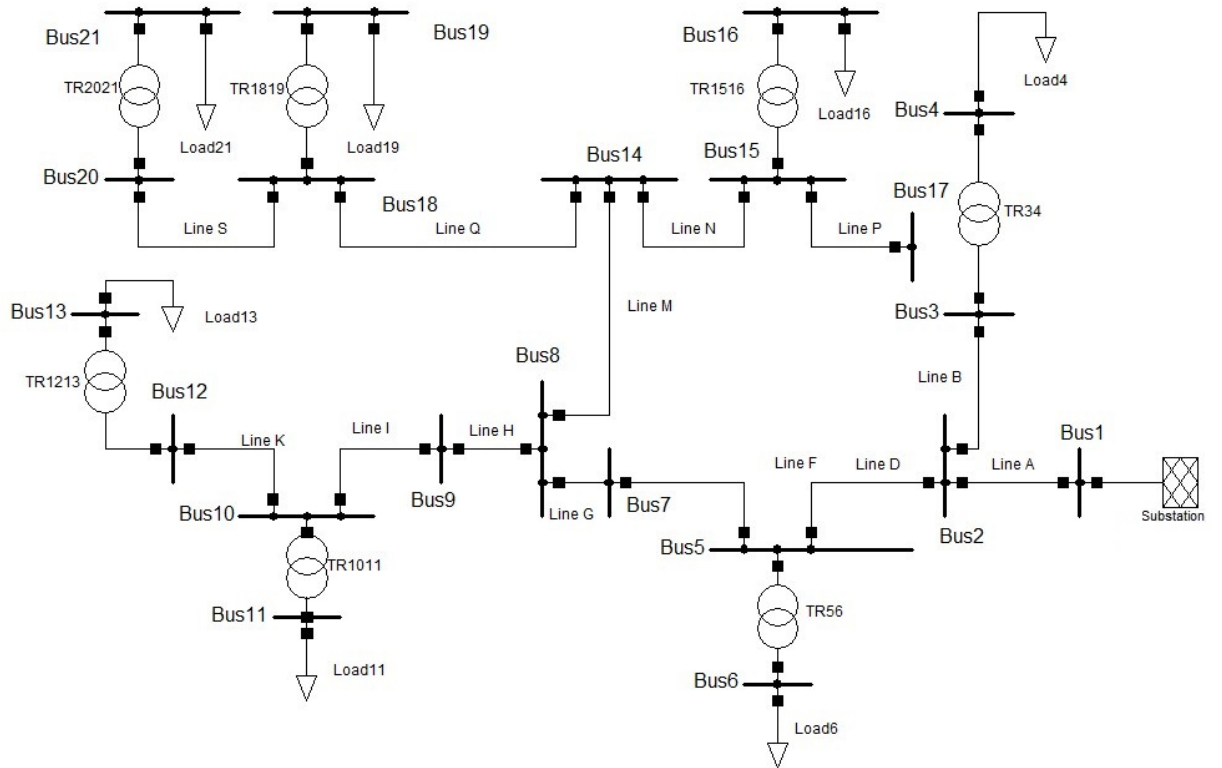 Bus21
Bus19
Bus16
TR2021
TR1819
TR1516
Load4
Load21
Load19
Load16
Bus4
Bus20
Bus14
Bus15
Bus18
Bus17
TR34
Line S
Line Q
Line N
Line P
Bus13
Load13
Line M
Bus3
TR1213
Bus12
Bus8
Line B
Line K
Line I
Line H
Bus1
Line F
Line D
Line A
Bus9
Bus10
Line G
Bus7
Substation
Bus2
Bus5
TR1011
Bus11
TR56
Load11
Bus6
Load6